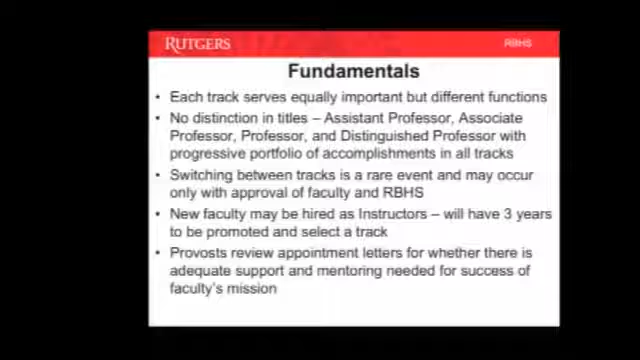 RUTGERS RBHS
Fundamentals
• Each track serves equally important but different functions
• No distinction in titles – Assistant Professor, Associate
Professor, Professor, and Distinguished Professor with
progressive portfolio of accomplishments in all tracks
• Switching between tracks is a rare event and may occur
only with approval of faculty and RBHS
• New faculty may be hired as Instructors – will have 3 years
to be promoted and select a track
• Provosts review appointment letters for whether there is
adequate support and mentoring needed for success of
faculty's mission